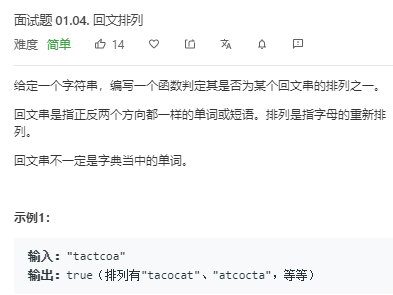 面试题 01.04. 回文排列
难度 简单 14
给定一个字符串，编写一个函数判定其是否为某个回文串的排列之一。
回文串是指正反两个方向都一样的单词或短语。排列是指字母的重新排
列。
回文串不一定是字典当中的单词。
示例1：
输入："tactcoa"
输出：true（排列有"tacocat"、"atcocta"，等等）